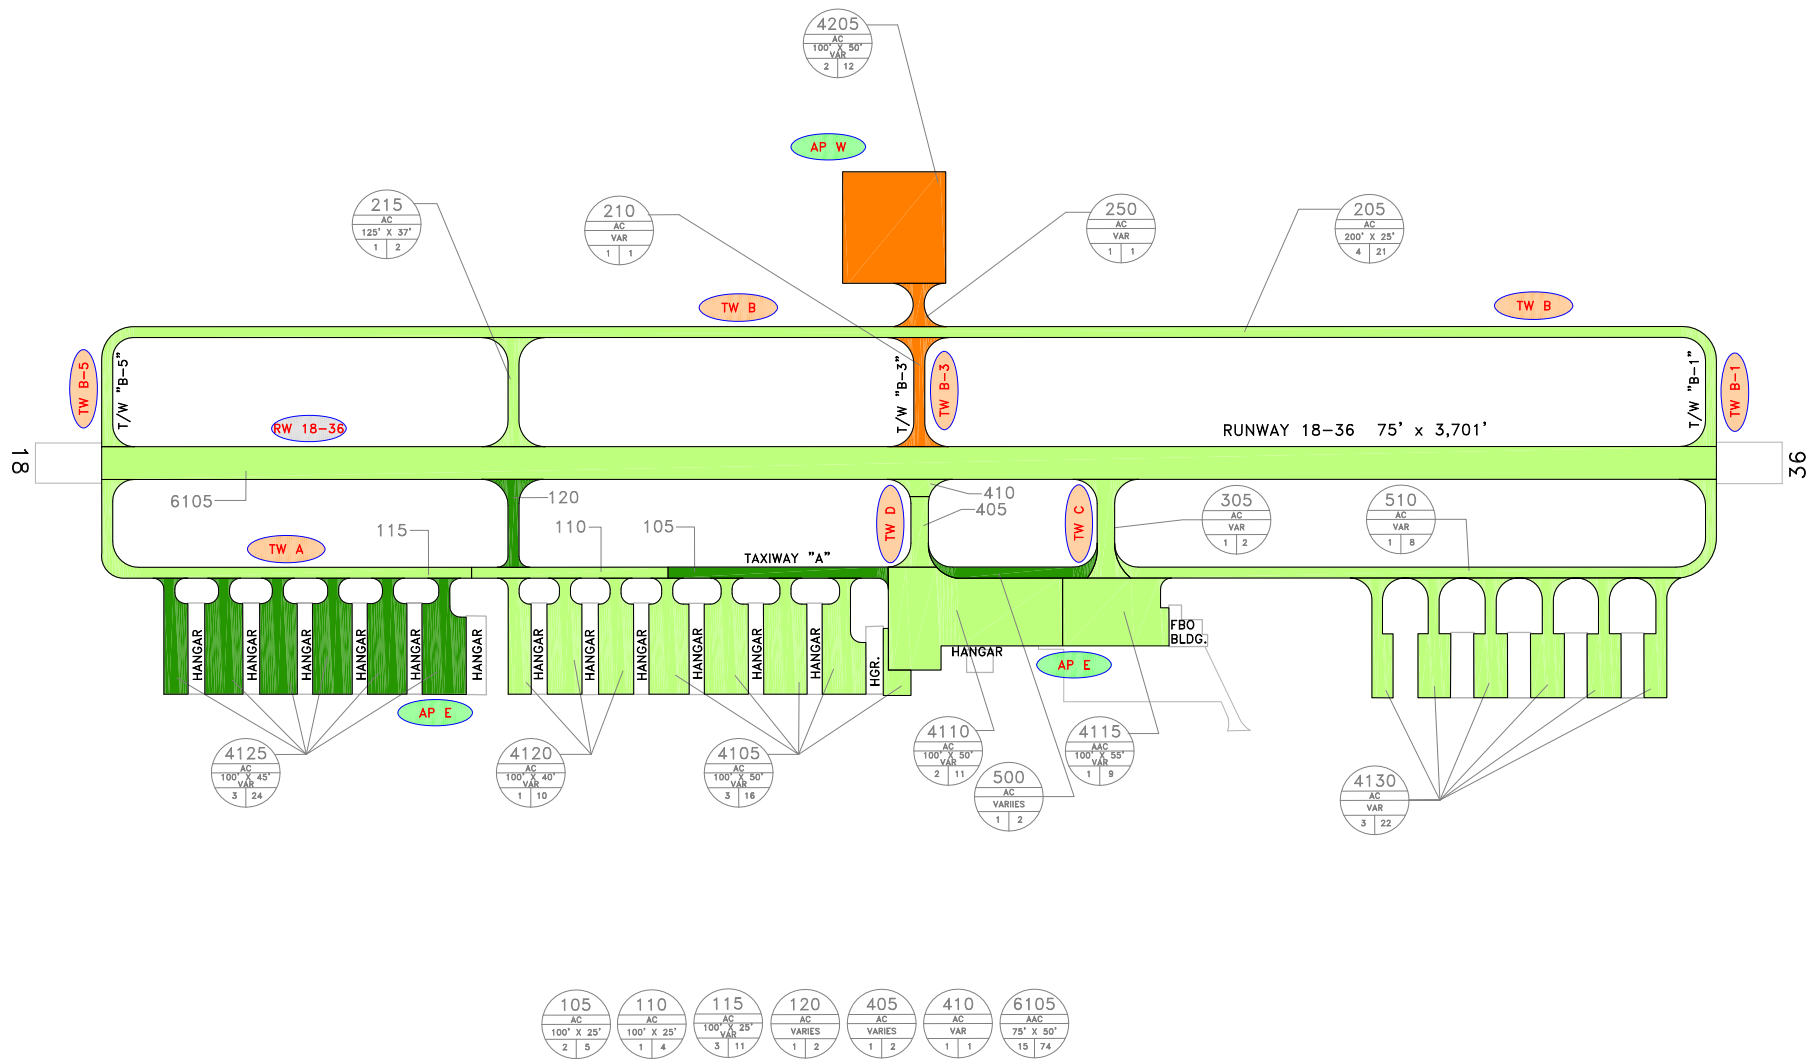 4205
AC
100' X 50'
VAR
2 12
AP W
215
AC
125' X 37'
1 2
210
AC
VAR
1 1
250
AC
VAR
1 1
205
AC
200' X 25'
4 21
TW B
TW B
TW B-5
T/W "B-5"
T/W "B-3"
TW B-3
T/W "B-1"
TW B-1
RW 18-36
RUNWAY 18-36 75' x 3,701'
18
36
6105
120
410
405
TW D
TW C
305
AC
VAR
1 2
510
AC
VAR
1 8
115
110
105
TW A
TAXIWAY "A"
HANGAR
HANGAR
HANGAR
HANGAR
HANGAR
HANGAR
HANGAR
HANGAR
HANGAR
HANGAR
HANGAR
HANGAR
HGR.
HANGAR
FBO
BLDG.
AP E
AP E
4125
AC
100' X 45'
VAR
3 24
4120
AC
100' X 40'
VAR
1 10
4105
AC
100' X 50'
VAR
3 16
4110
AC
100' X 50'
VAR
2 11
500
AC
VARIIES
1 2
4115
AAC
100' X 55'
VAR
1 9
4130
AC
VAR
3 22
105
AC
100' X 25'
2 5
110
AC
100' X 25'
1 4
115
AC
100' X 25'
VAR
3 11
120
AC
VARIES
1 2
405
AC
VARIES
1 2
410
AC
VAR
1 1
6105
AAC
75' X 50'
15 74